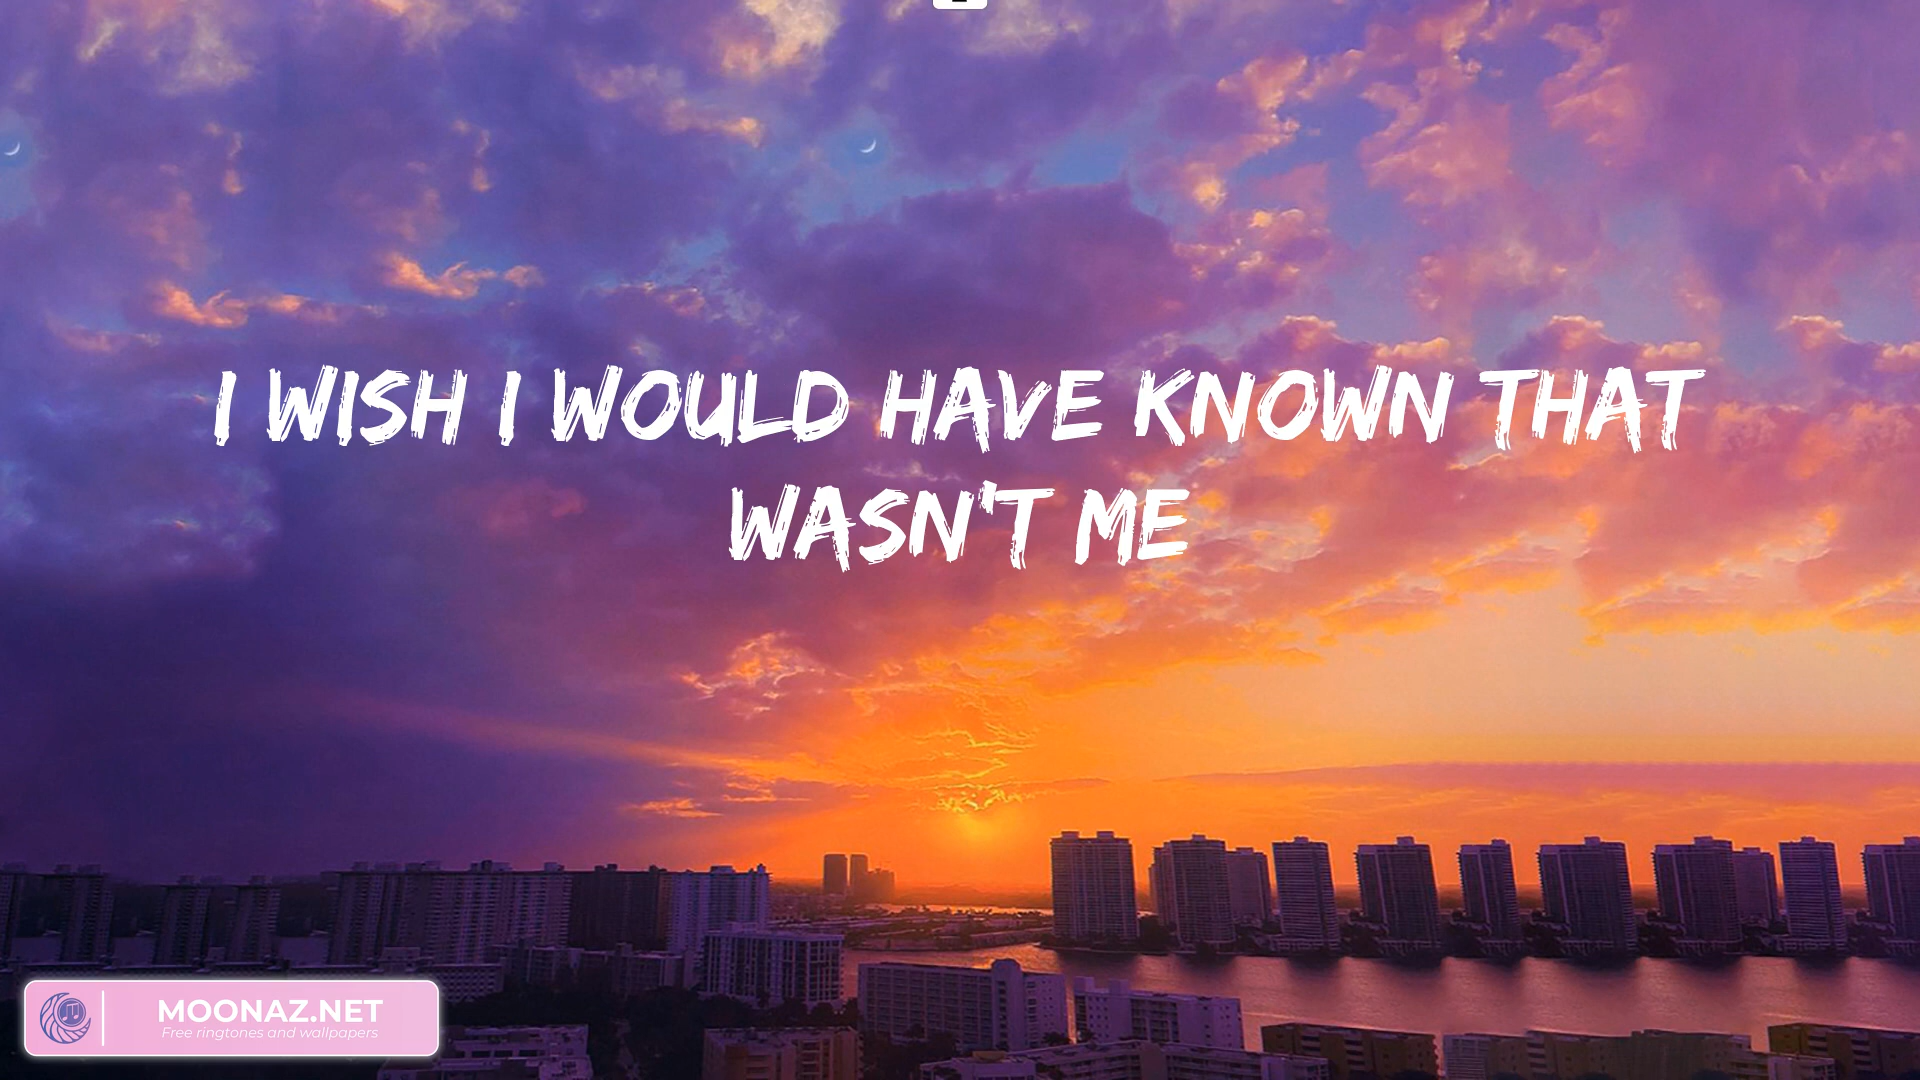 I WISH I WOULD HAVE KNOWN THAT
WASN'T ME
MOONAZ.NET
Free ringtones and wallpapers